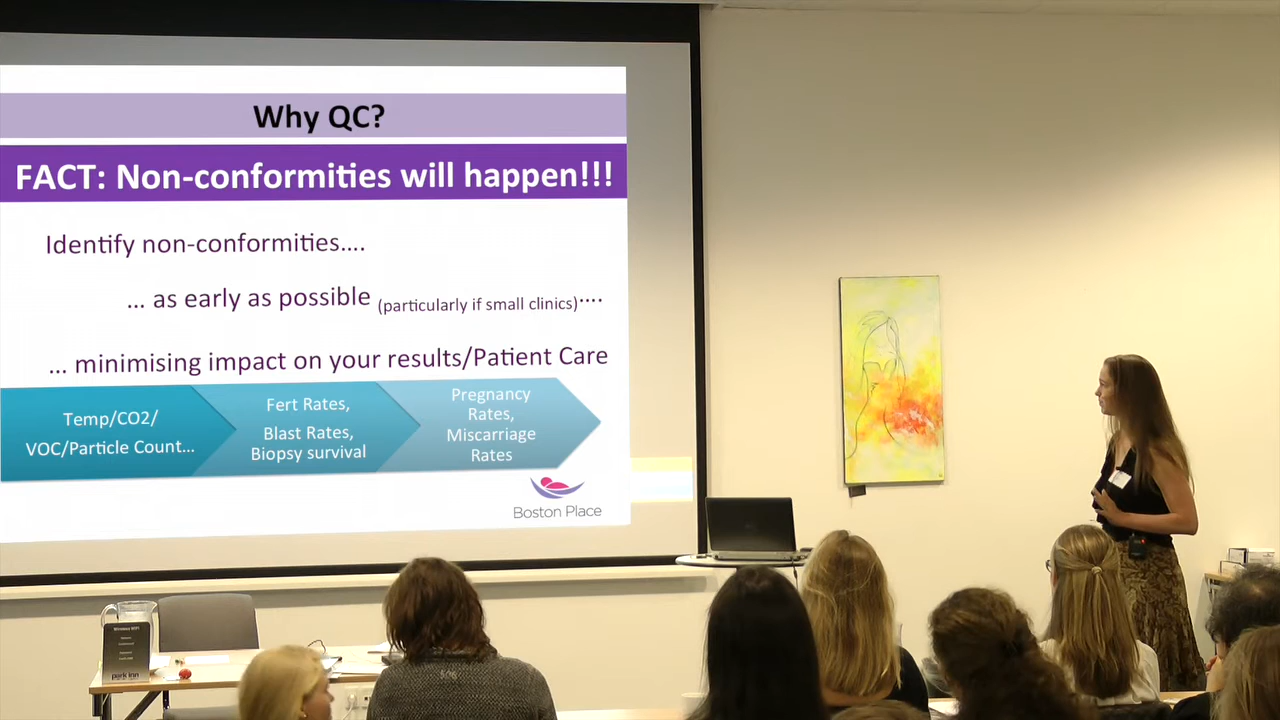 Why QC?
FACT: Non-conformities will happen!!!
Identify non-conformities....
... as early as possible (particularly if small clinics)....
... minimising impact on your results/Patient Care
Temp/CO2/
VOC/Particle Count...
Fert Rates,
Blast Rates,
Biopsy survival
Pregnancy
Rates,
Miscarriage
Rates
Boston Place
park inn